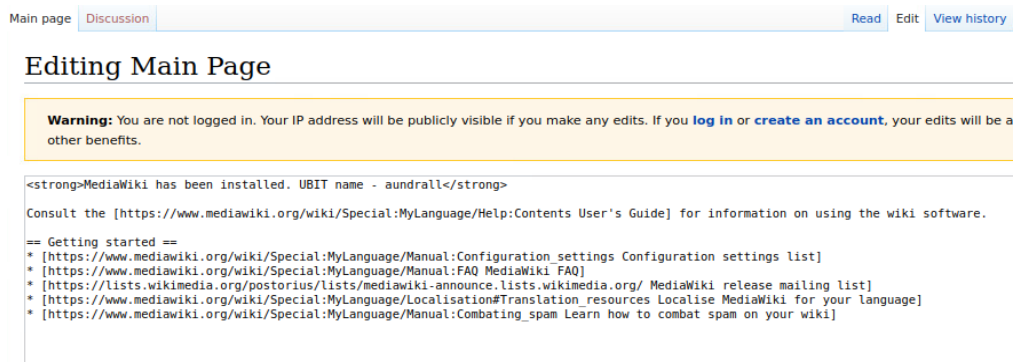 Main page Discussion Read Edit View history
Editing Main Page
Warning: You are not logged in. Your IP address will be publicly visible if you make any edits. If you log in or create an account, your edits will be a
other benefits.
<strong>MediaWiki has been installed. UBIT name - aundrall</strong>
Consult the [https://www.mediawiki.org/wiki/Special:MyLanguage/Help:Contents User's Guide] for information on using the wiki software.
== Getting started ==
* [https://www.mediawiki.org/wiki/Special:MyLanguage/Manual:Configuration_settings Configuration settings list]
* [https://www.mediawiki.org/wiki/Special:MyLanguage/Manual:FAQ MediaWiki FAQ]
* [https://lists.wikimedia.org/postorius/lists/mediawiki-announce.lists.wikimedia.org/ MediaWiki release mailing list]
* [https://www.mediawiki.org/wiki/Special:MyLanguage/Localisation#Translation_resources Localise MediaWiki for your language]
* [https://www.mediawiki.org/wiki/Special:MyLanguage/Manual:Combating_spam Learn how to combat spam on your wiki]